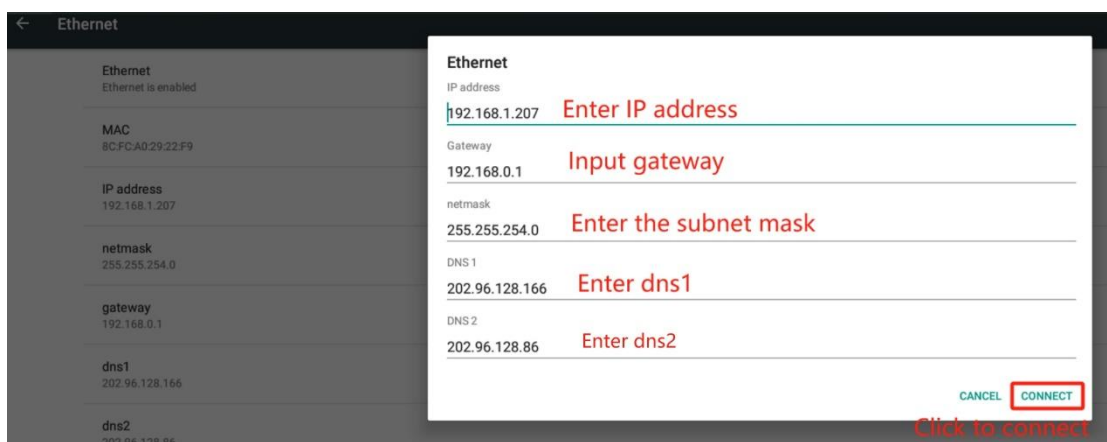 Ethernet
Ethernet
Ethernet is enabled
MAC
8C:FC:A0:29:22:F9
IP address
192.168.1.207
netmask
255.255.254.0
gateway
192.168.0.1
dns1
202.96.128.166
dns2
202.96.128.86
Ethernet
IP address
192.168.1.207 Enter IP address
Gateway
192.168.0.1 Input gateway
netmask
255.255.254.0 Enter the subnet mask
DNS 1
202.96.128.166 Enter dns1
DNS 2
202.96.128.86 Enter dns2
CANCEL CONNECT
Click to connect